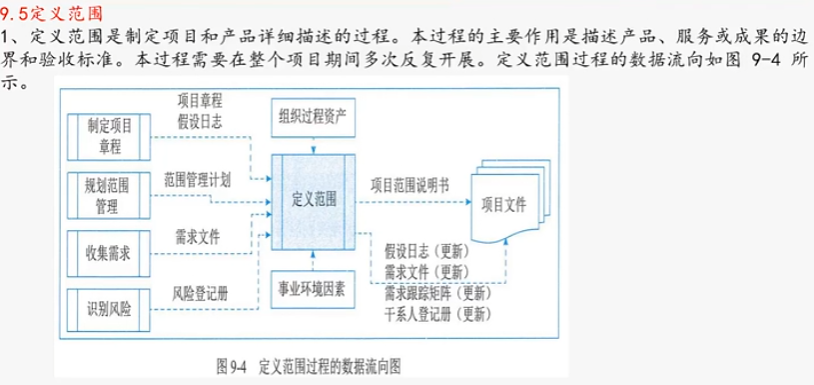 9.5定义范围
1、定义范围是制定项目和产品详细描述的过程。本过程的主要作用是描述产品、服务或成果的边
界和验收标准。本过程需要在整个项目期间多次反复开展。定义范围过程的数据流向如图 9-4 所
示。
项目章程
假设日志
组织过程资产
制定项目
章程
规划范围
管理
范围管理计划
定义范围
项目范围说明书
项目文件
收集需求
需求文件
假设日志（更新）
需求文件（更新）
需求跟踪矩阵（更新）
干系人登记册（更新）
识别风险
风险登记册
事业环境因素
图9-4 定义范围过程的数据流向图